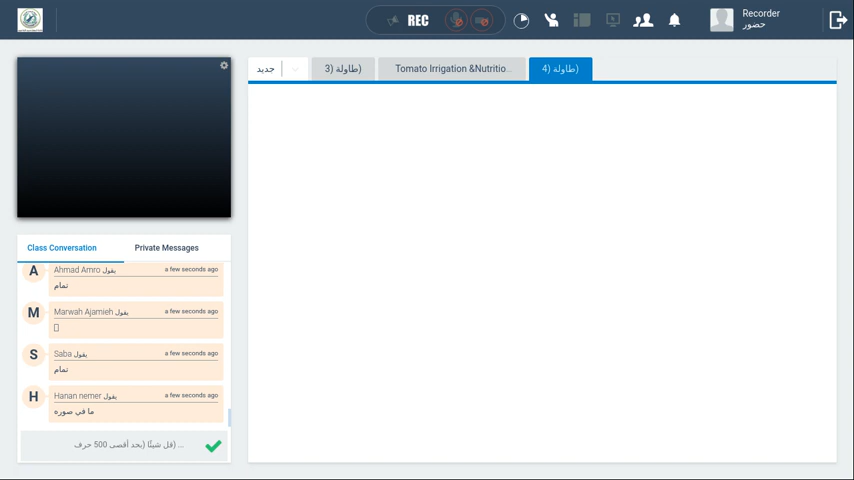 REC
Recorder
حضور
جديد
طاولة (3)
Tomato Irrigation &Nutritio...
طاولة (4)
Class Conversation
Private Messages
Ahmad Amro يقول
a few seconds ago
تمام
Marwah Ajamieh يقول
a few seconds ago
Saba يقول
a few seconds ago
تمام
Hanan nemer يقول
a few seconds ago
ما في صوره
قل شيئًا (بحد أقصى 500 حرف) ...
A
M
S
H